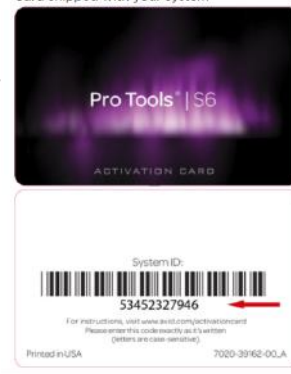 Card shipped with your system
Pro Tools® | S6
ACTIVATION CARD
System ID:
53452327946
For instructions, visit www.avid.com/activationcard
Please enter this code exactly as it's written
(letters are case-sensitive).
Printed in USA
7020-39162-00_A